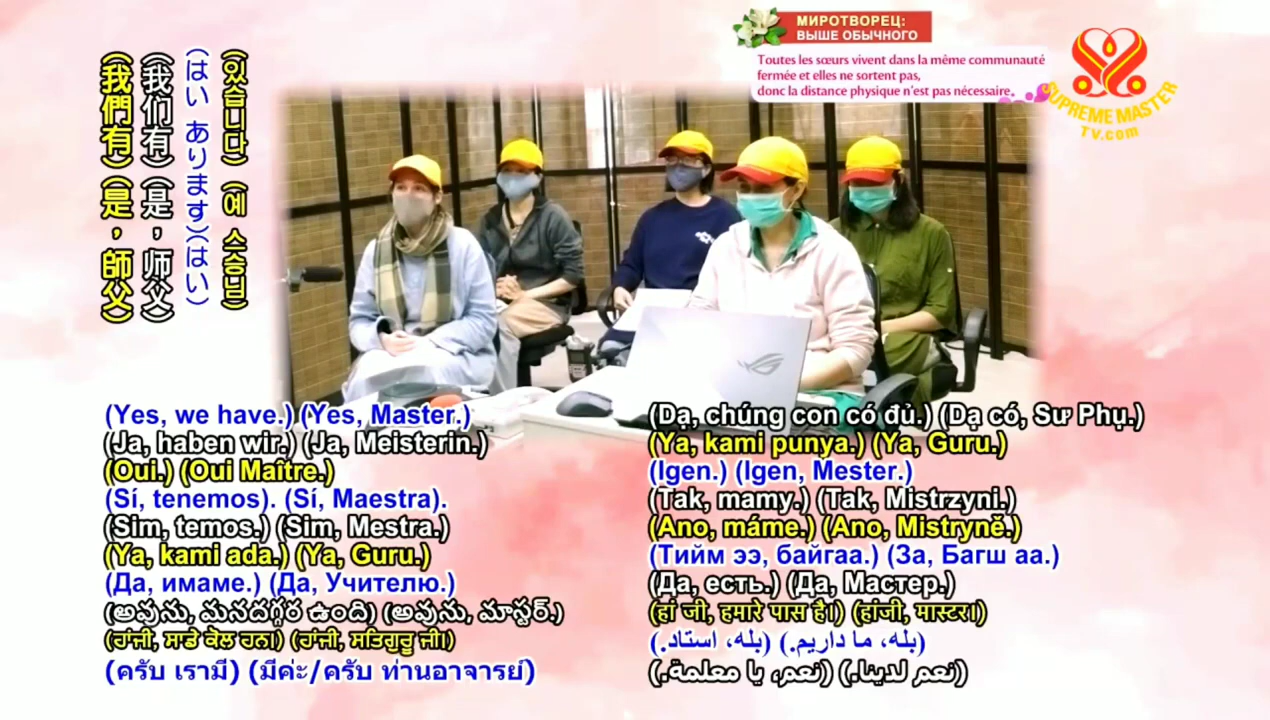 МИРОТВОРЕЦ:
ВЫШЕ ОБЫЧНОГО
Toutes les sœurs vivent dans la même communauté
fermée et elles ne sortent pas,
donc la distance physique n'est pas nécessaire.
SUPREME MASTER
TV.com
(있습니다) (예 스승님)
(はい あります)(はい)
(我们有) (是，师父)
(我們有) (是，師父)
(Yes, we have.) (Yes, Master.)
(Ja, haben wir.) (Ja, Meisterin.)
(Oui.) (Oui Maître.)
(Sí, tenemos). (Sí, Maestra).
(Sim, temos.) (Sim, Mestra.)
(Ya, kami ada.) (Ya, Guru.)
(Да, имаме.) (Да, Учителю.)
(అవును, మనదగ్గర ఉంది) (అవును, మాస్టర్.)
(ਹਾਂਜੀ, ਸਾਡੇ ਕੋਲ ਹਨ।) (ਹਾਂਜੀ, ਸਤਿਗੁਰੂ ਜੀ।)
(ครับ เรามี) (มีค่ะ/ครับ ท่านอาจารย์)
(Dạ, chúng con có đủ.) (Dạ có, Sư Phụ.)
(Ya, kami punya.) (Ya, Guru.)
(Igen.) (Igen, Mester.)
(Tak, mamy.) (Tak, Mistrzyni.)
(Ano, máme.) (Ano, Mistryně.)
(Тийм ээ, байгаа.) (За, Багш аа.)
(Да, есть.) (Да, Мастер.)
(हां जी, हमारे पास है।) (हांजी, मास्टर।)
(بله، ما داریم.) (بله، استاد.)
(نعم لدينا.) (نعم، يا معلمة.)